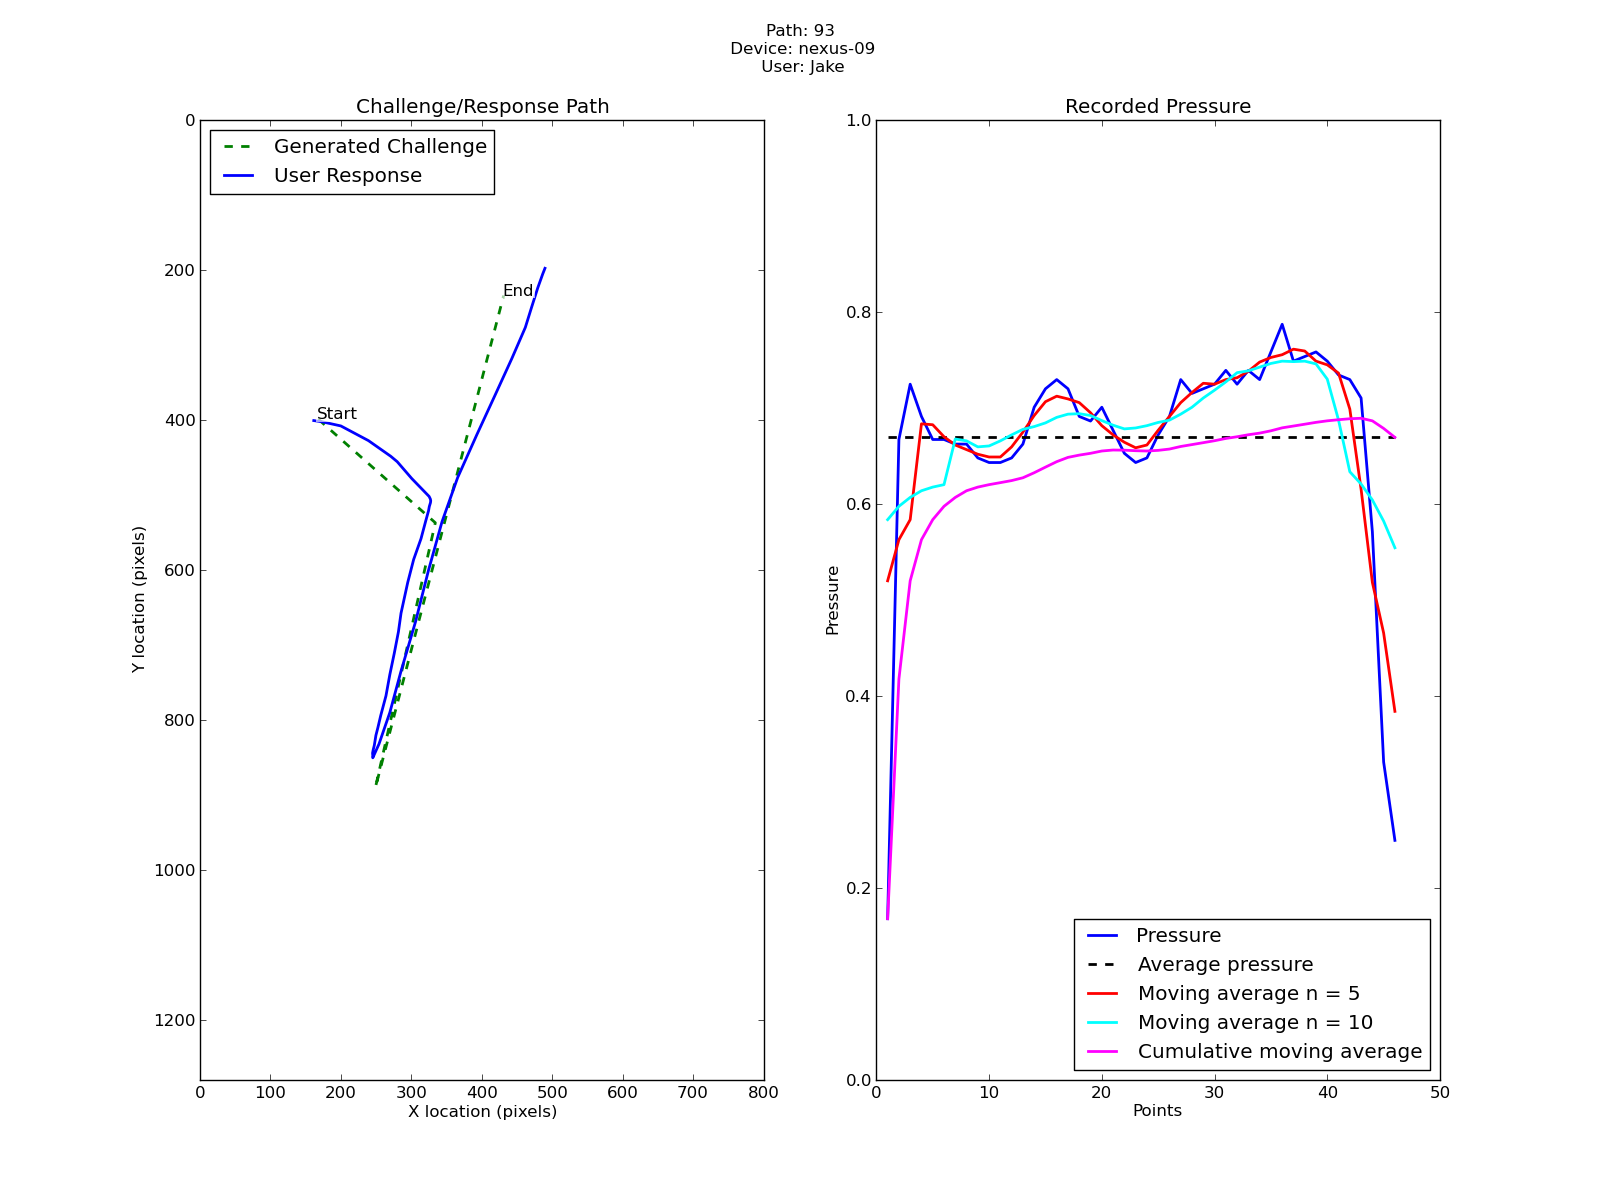 Path: 93
Device: nexus-09
User: Jake
Challenge/Response Path
0
200
400
600
800
1000
1200
Y location (pixels)
Generated Challenge
User Response
End
Start
0 100 200 300 400 500 600 700 800
X location (pixels)
Recorded Pressure
1.0
0.8
0.6
0.4
0.2
0.0
Pressure
Pressure
Average pressure
Moving average n = 5
Moving average n = 10
Cumulative moving average
0 10 20 30 40 50
Points